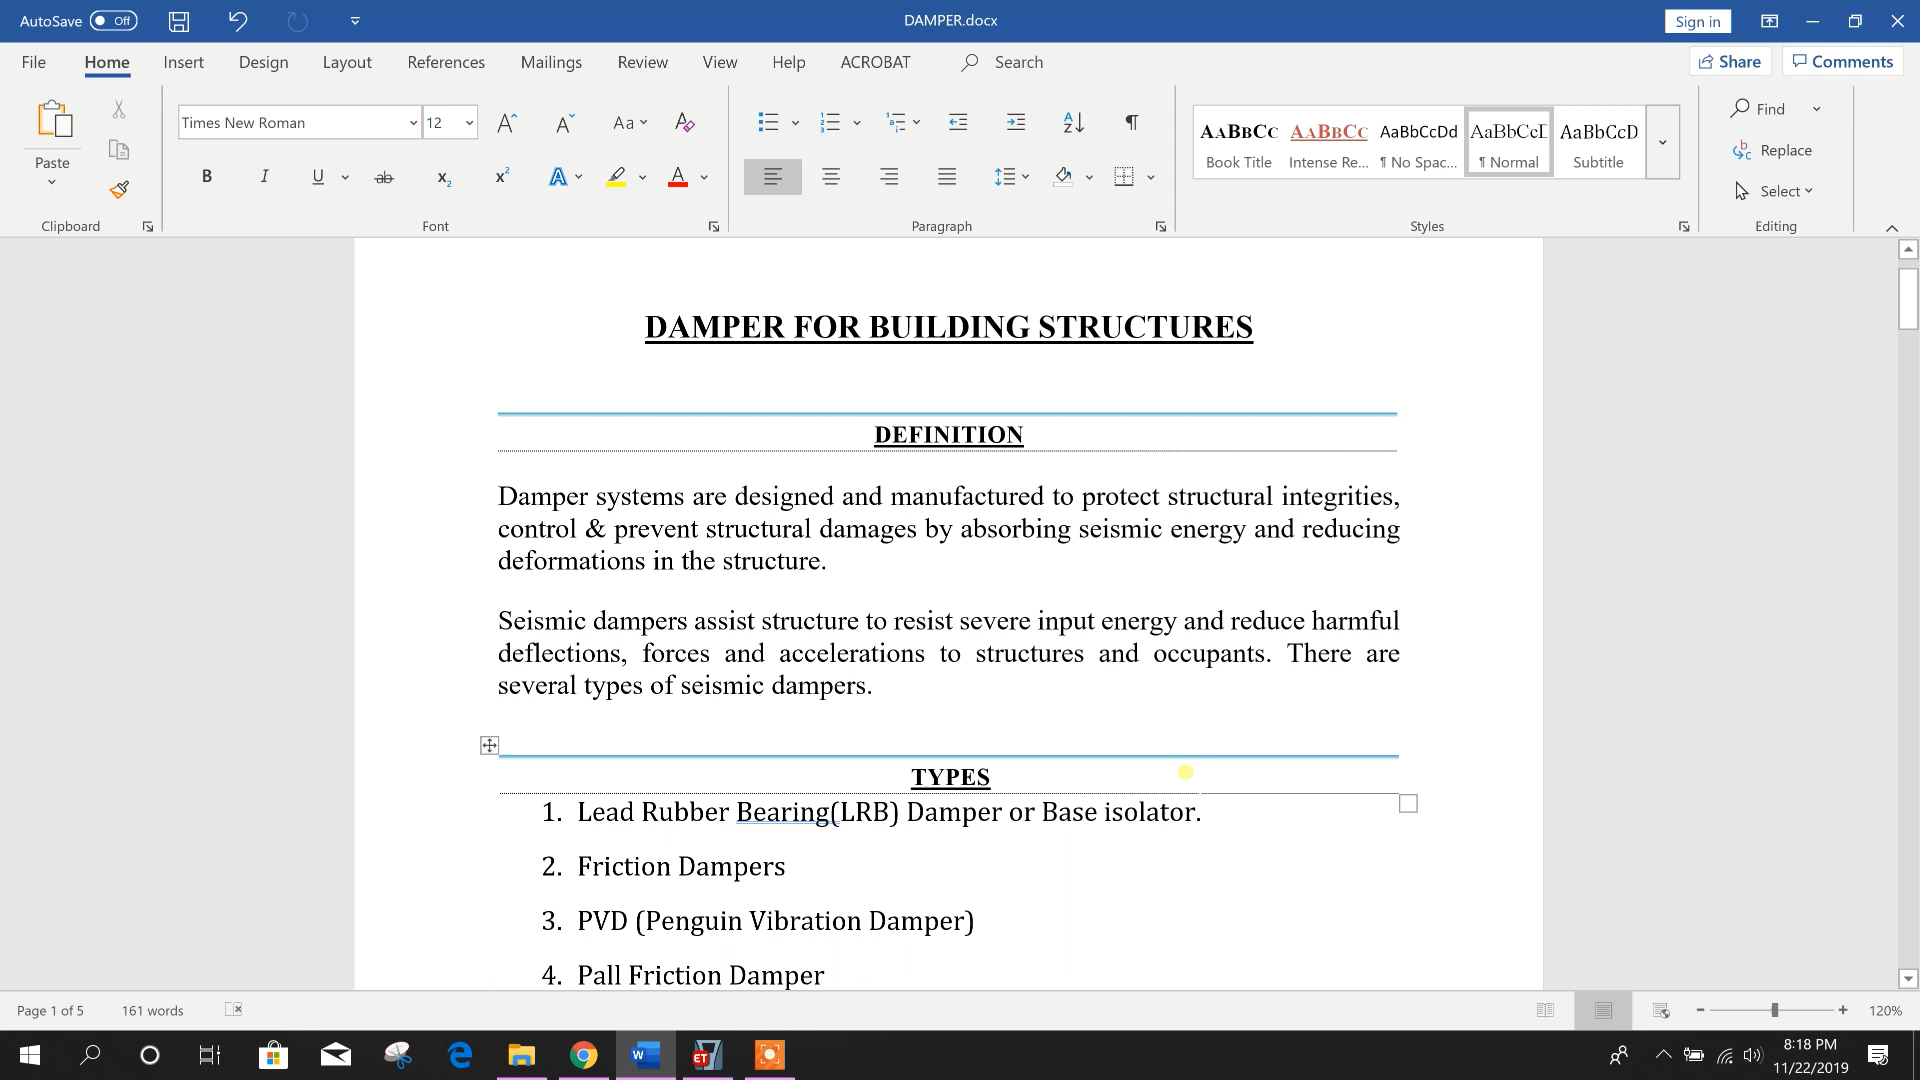 AutoSave Off
DAMPER.docx
Sign in
File Home Insert Design Layout References Mailings Review View Help ACROBAT Search
Share Comments
Paste
Clipboard
Times New Roman 12
Aa
B I U ab x₂ x² A A
Font
Paragraph
AABBCC AABBCC AaBbCcDd AaBbCcD AaBbCcD
Book Title Intense Re... ¶ No Spac... ¶ Normal Subtitle
Styles
Find
Replace
Select
Editing
DAMPER FOR BUILDING STRUCTURES
DEFINITION
Damper systems are designed and manufactured to protect structural integrities,
control & prevent structural damages by absorbing seismic energy and reducing
deformations in the structure.
Seismic dampers assist structure to resist severe input energy and reduce harmful
deflections, forces and accelerations to structures and occupants. There are
several types of seismic dampers.
TYPES
1. Lead Rubber Bearing(LRB) Damper or Base isolator.
2. Friction Dampers
3. PVD (Penguin Vibration Damper)
4. Pall Friction Damper
Page 1 of 5 161 words
120%
W ET
8:18 PM
11/22/2019